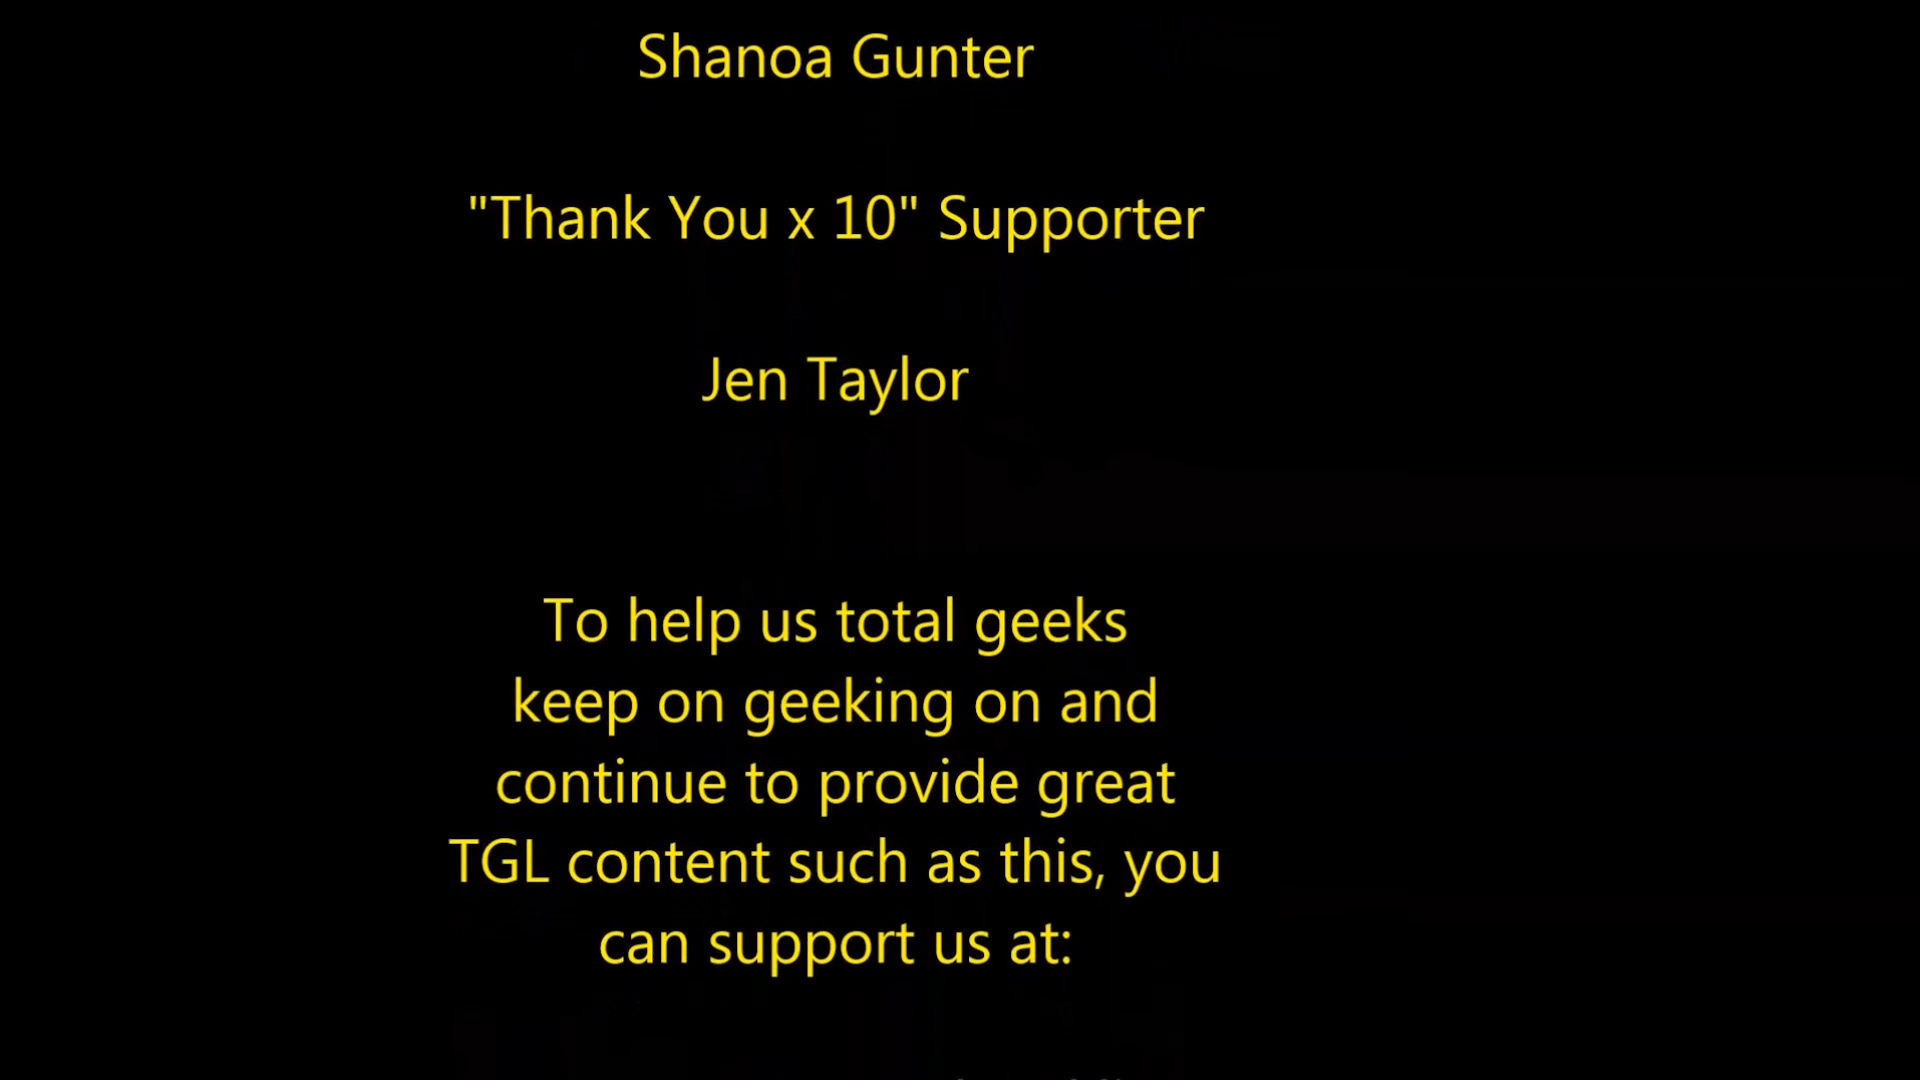 Shanoa Gunter
"Thank You x 10" Supporter
Jen Taylor
To help us total geeks
keep on geeking on and
continue to provide great
TGL content such as this, you
can support us at: